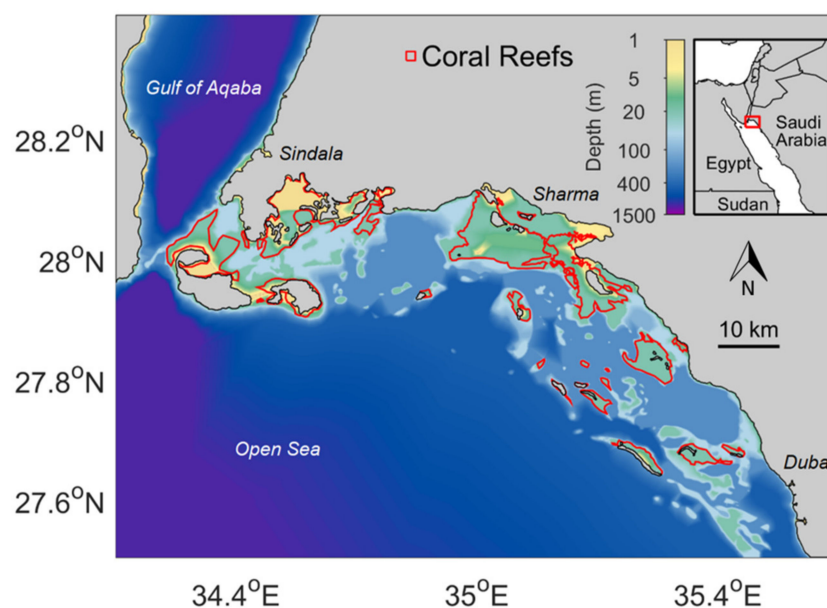 Gulf of Aqaba
Coral Reefs
Depth (m)
1
5
20
100
400
1500
Saudi
Arabia
Egypt
Sudan
28.2°N
Sindala
Sharma
28°N
N
10 km
27.8°N
Open Sea
Duba
27.6°N
34.4°E
35°E
35.4°E